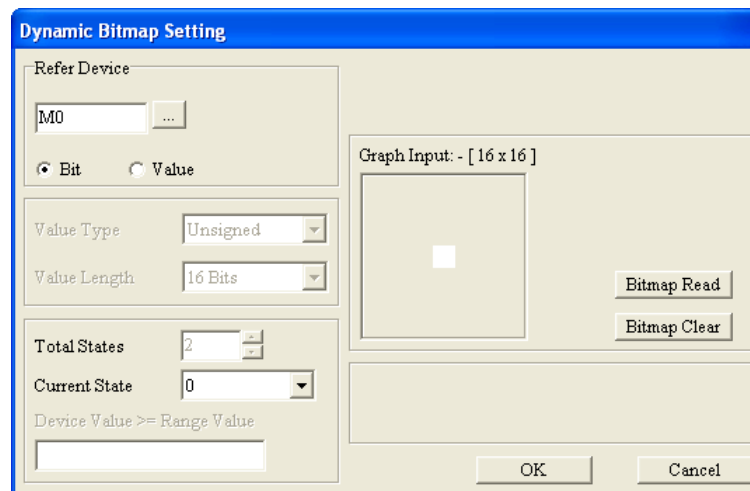 Dynamic Bitmap Setting
Refer Device
M0
...
Bit
Value
Value Type
Unsigned
Value Length
16 Bits
Total States
2
Current State
0
Device Value >= Range Value
Graph Input: - [ 16 x 16 ]
Bitmap Read
Bitmap Clear
OK
Cancel